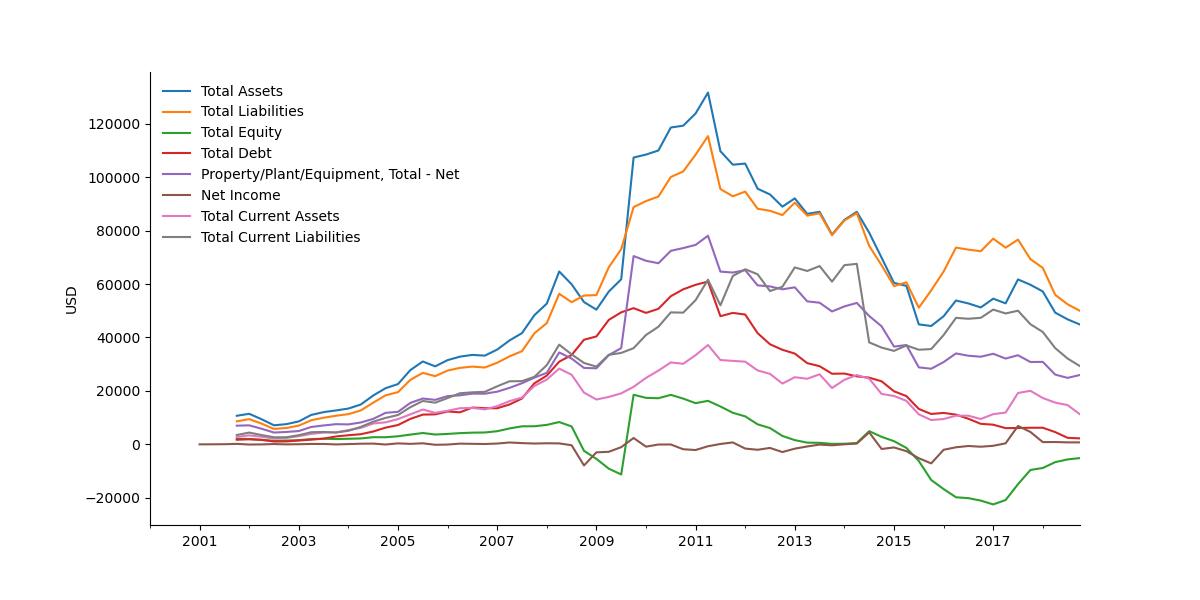 Total Assets
Total Liabilities
Total Equity
Total Debt
Property/Plant/Equipment, Total - Net
Net Income
Total Current Assets
Total Current Liabilities
USD
120000
100000
80000
60000
40000
20000
0
−20000
2001 2003 2005 2007 2009 2011 2013 2015 2017